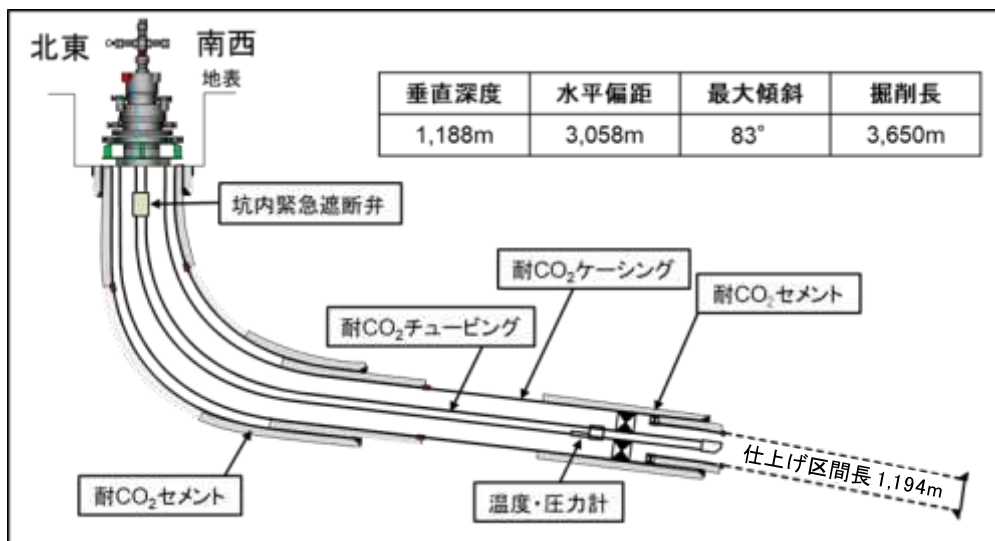 北東
南西
地表
垂直深度 水平偏距 最大傾斜 掘削長
1,188m 3,058m 83° 3,650m
坑内緊急遮断弁
耐CO₂ケーシング
耐CO₂セメント
耐CO₂チュービング
仕上げ区間長 1,194m
耐CO₂セメント
温度・圧力計